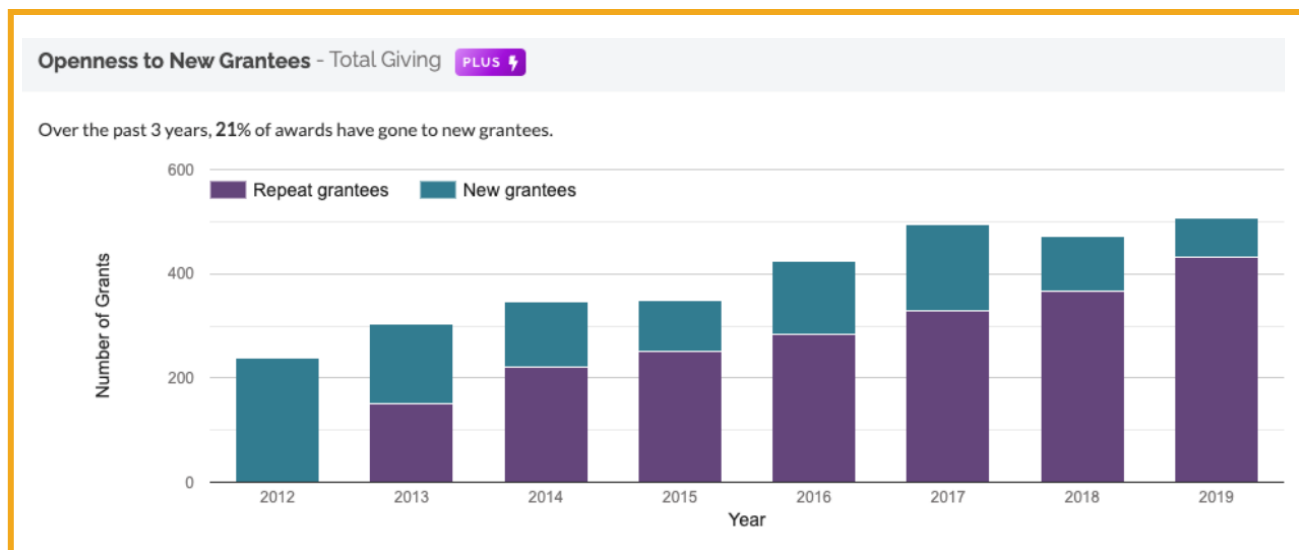 Openness to New Grantees - Total Giving PLUS
Over the past 3 years, 21% of awards have gone to new grantees.
600
Repeat grantees New grantees
400
Number of Grants
200
0
2012 2013 2014 2015 2016 2017 2018 2019
Year